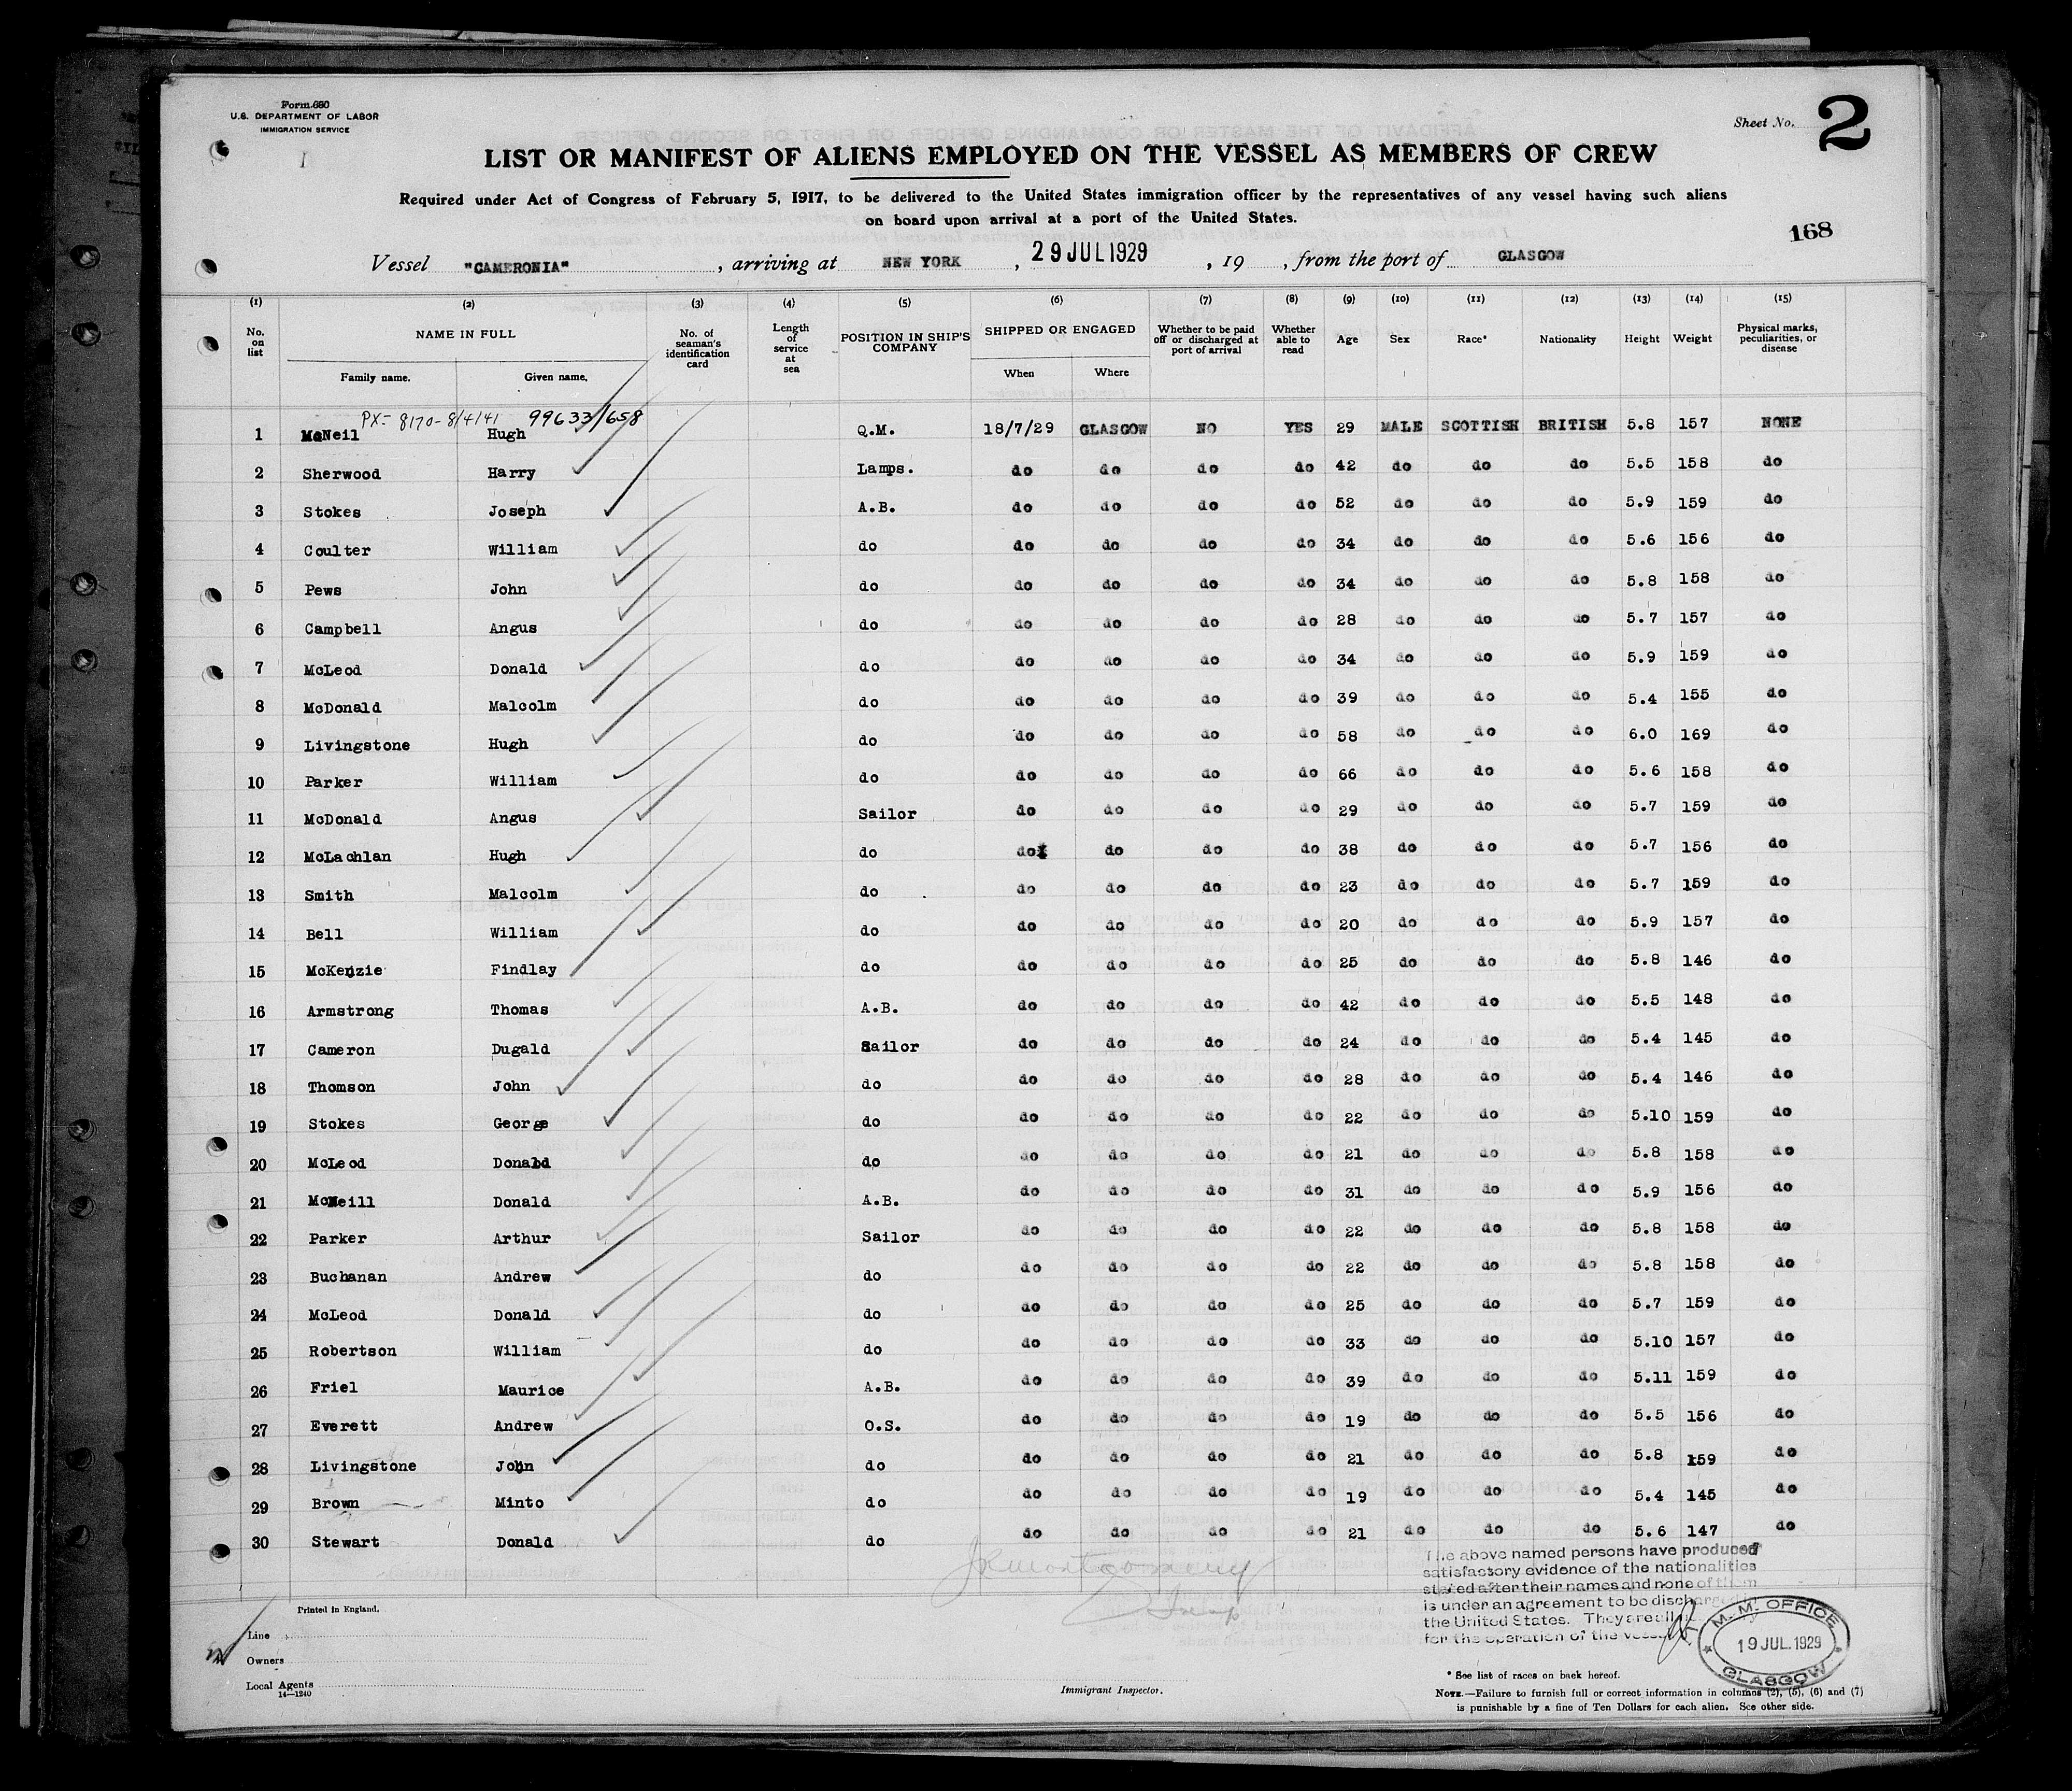 Form 680
U.S. DEPARTMENT OF LABOR
IMMIGRATION SERVICE
Sheet No. 2
LIST OR MANIFEST OF ALIENS EMPLOYED ON THE VESSEL AS MEMBERS OF CREW
Required under Act of Congress of February 5, 1917, to be delivered to the United States immigration officer by the representatives of any vessel having such aliens
on board upon arrival at a port of the United States.
168
Vessel "CAMERONIA", arriving at NEW YORK, 29 JUL 1929, 19 , from the port of GLASGOW
(1) (2) (3) (4) (5) (6) (7) (8) (9) (10) (11) (12) (13) (14) (15)
No. on list NAME IN FULL No. of seaman's identification card Length of service at sea POSITION IN SHIP'S COMPANY SHIPPED OR ENGAGED Whether to be paid off or discharged at port of arrival Whether able to read Age Sex Race* Nationality Height Weight Physical marks, peculiarities, or disease
Family name. Given name. When Where
PX- 8170-8/4/41 99633/658
1 McNeil Hugh Q.M. 18/7/29 GLASGOW NO YES 29 MALE SCOTTISH BRITISH 5.8 157 NONE
2 Sherwood Harry Lamps. do do do do 42 do do do 5.5 158 do
3 Stokes Joseph A.B. do do do do 52 do do do 5.9 159 do
4 Coulter William do do do do do 34 do do do 5.6 156 do
5 Pews John do do do do do 34 do do do 5.8 158 do
6 Campbell Angus do do do do do 28 do do do 5.7 157 do
7 McLeod Donald do do do do do 34 do do do 5.9 159 do
8 McDonald Malcolm do do do do do 39 do do do 5.4 155 do
9 Livingstone Hugh do do do do do 58 do do do 6.0 169 do
10 Parker William do do do do do 66 do do do 5.6 158 do
11 McDonald Angus Sailor do do do do 29 do do do 5.7 159 do
12 McLachlan Hugh do do do do do 38 do do do 5.7 156 do
13 Smith Malcolm do do do do do 23 do do do 5.7 159 do
14 Bell William do do do do do 20 do do do 5.9 157 do
15 McKenzie Findlay do do do do do 25 do do do 5.8 146 do
16 Armstrong Thomas A.B. do do do do 42 do do do 5.5 148 do
17 Cameron Dugald Sailor do do do do 24 do do do 5.4 145 do
18 Thomson John do do do do do 28 do do do 5.4 146 do
19 Stokes George do do do do do 22 do do do 5.10 159 do
20 McLeod Donald do do do do do 21 do do do 5.8 158 do
21 McNeill Donald A.B. do do do do 31 do do do 5.9 156 do
22 Parker Arthur Sailor do do do do 22 do do do 5.8 158 do
23 Buchanan Andrew do do do do do 22 do do do 5.8 158 do
24 McLeod Donald do do do do do 25 do do do 5.7 159 do
25 Robertson William do do do do do 33 do do do 5.10 157 do
26 Friel Maurice A.B. do do do do 39 do do do 5.11 159 do
27 Everett Andrew O.S. do do do do 19 do do do 5.5 156 do
28 Livingstone John do do do do do 21 do do do 5.8 159 do
29 Brown Minto do do do do do 19 do do do 5.4 145 do
30 Stewart Donald do do do do do 21 do do do 5.6 147 do
The above named persons have produced
satisfactory evidence of the nationalities
stated after their names and none of them
is under an agreement to be discharged in
the United States. They are all
for the operation of the vessel
JR Montgomery
Printed in England.
Line
Owners
Local Agents
14—1240
Immigrant Inspector.
M. M. OFFICE
19 JUL. 1929
GLASGOW
* See list of races on back hereof.
NOTE.—Failure to furnish full or correct information in columns (2), (5), (6) and (7)
is punishable by a fine of Ten Dollars for each alien. See other side.